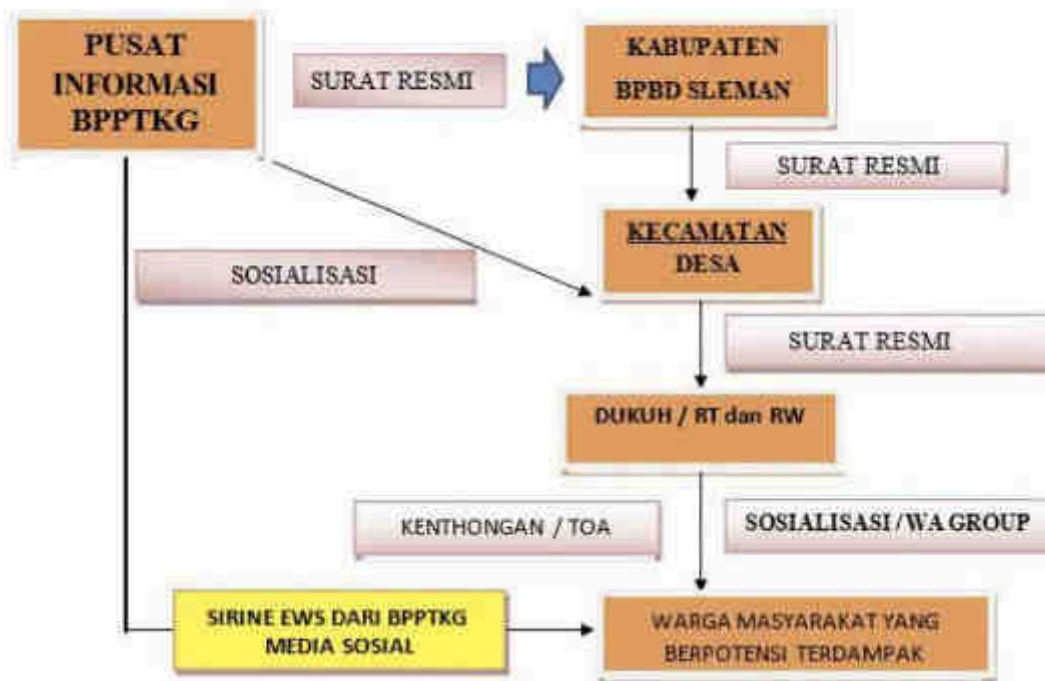 PUSAT
INFORMASI
BPPTKG
SURAT RESMI
KABUPATEN
BPBD SLEMAN
SURAT RESMI
KECAMATAN
DESA
SOSIALISASI
SURAT RESMI
DUKUH / RT dan RW
KENTHONGAN / TOA
SOSIALISASI / WA GROUP
SIRINE EWS DARI BPPTKG
MEDIA SOSIAL
WARGA MASYARAKAT YANG
BERPOTENSI TERDAMPAK